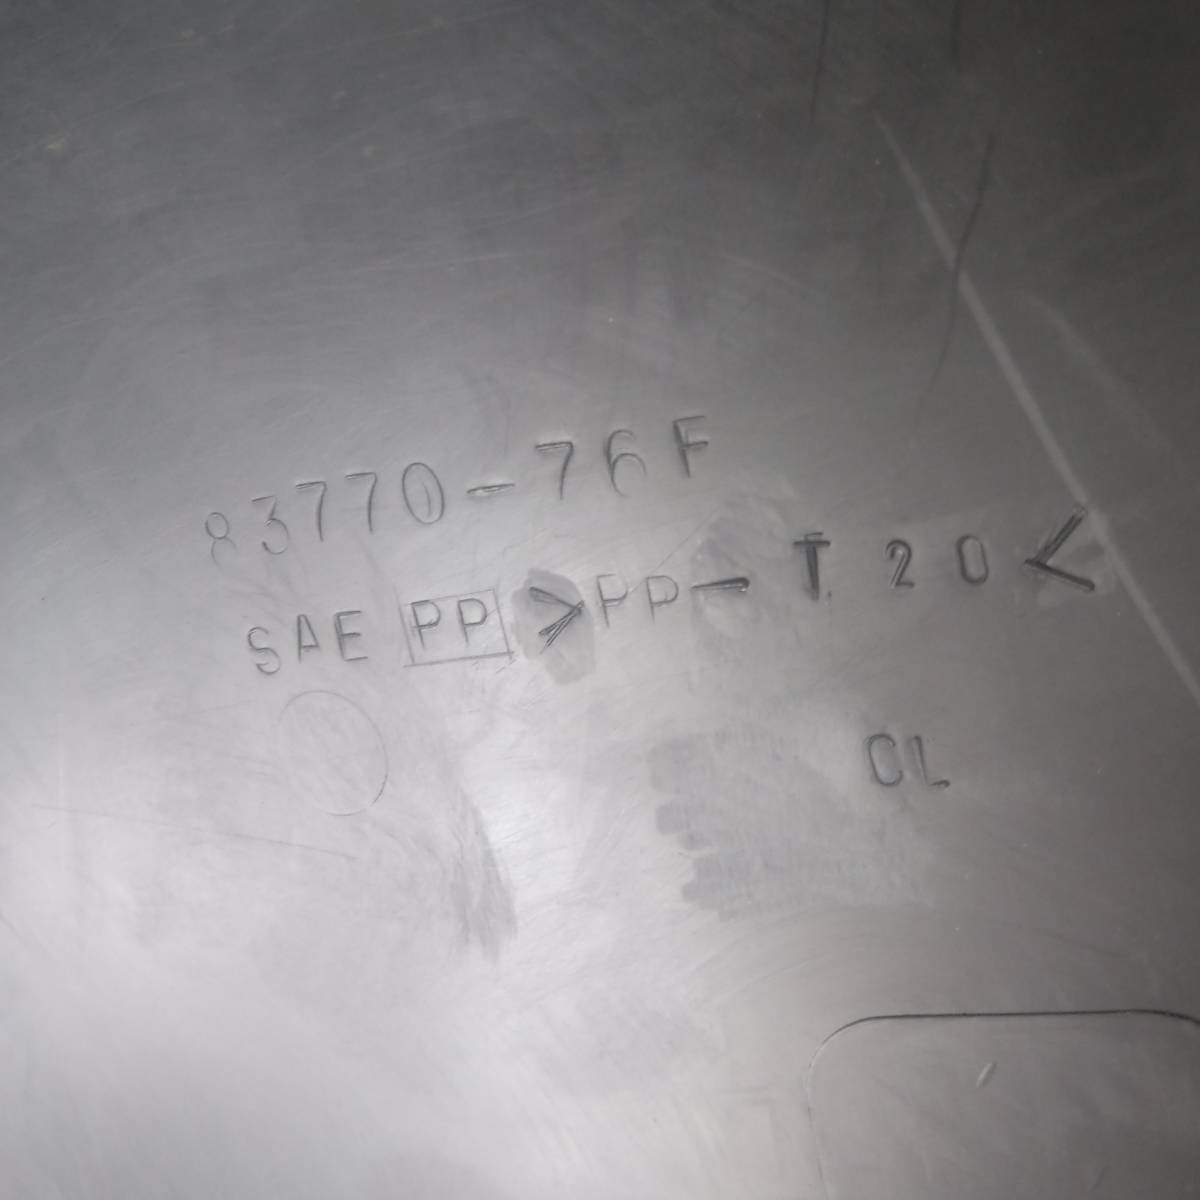 83770-76F
SAE PP >PP-T20<
CL